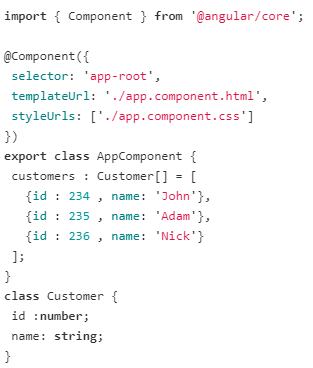 import { Component } from '@angular/core';

@Component({
 selector: 'app-root',
 templateUrl: './app.component.html',
 styleUrls: ['./app.component.css']
})
export class AppComponent {
 customers : Customer[] = [
   {id : 234 , name: 'John'},
   {id : 235 , name: 'Adam'},
   {id : 236 , name: 'Nick'}
 ];
}
class Customer {
 id :number;
 name: string;
}